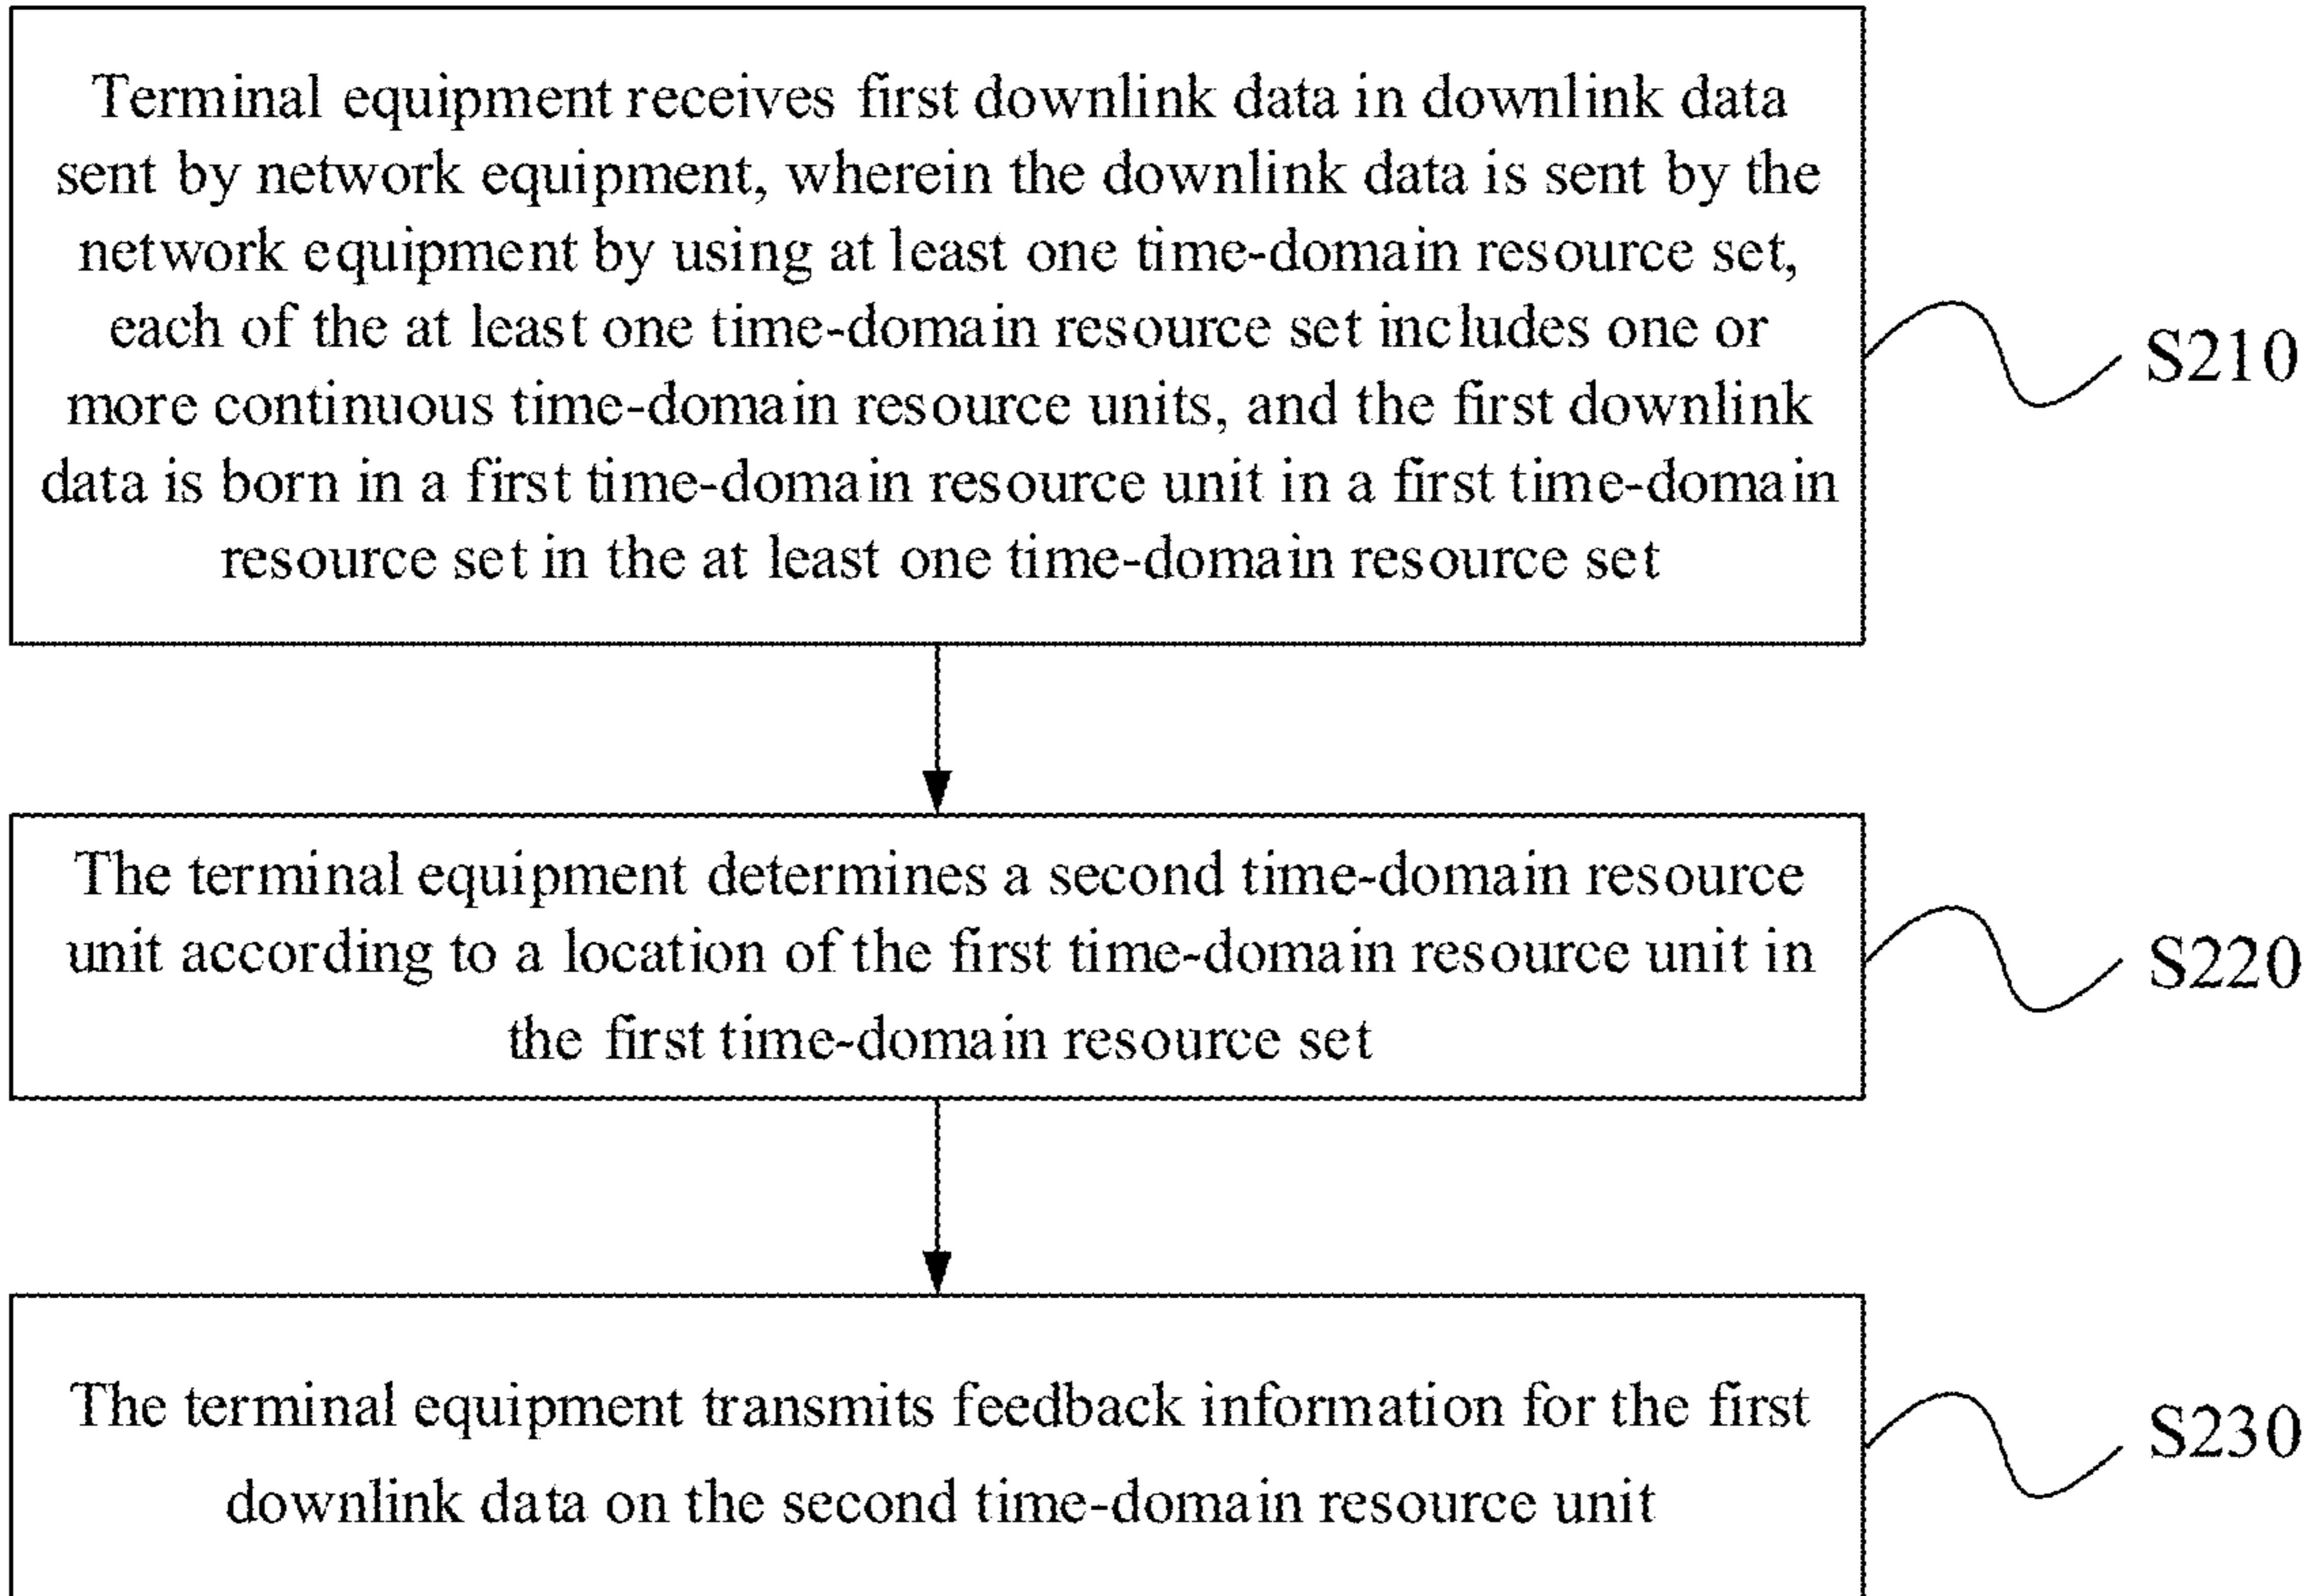 Terminal equipment receives first downlink data in downlink data
sent by network equipment, wherein the downlink data is sent by the
network equipment by using at least one time-domain resource set,
each of the at least one time-domain resource set includes one or
more continuous time-domain resource units, and the first downlink
data is born in a first time-domain resource unit in a first time-domain
resource set in the at least one time-domain resource set
S210
The terminal equipment determines a second time-domain resource
unit according to a location of the first time-domain resource unit in
the first time-domain resource set
S220
The terminal equipment transmits feedback information for the first
downlink data on the second time-domain resource unit
S230